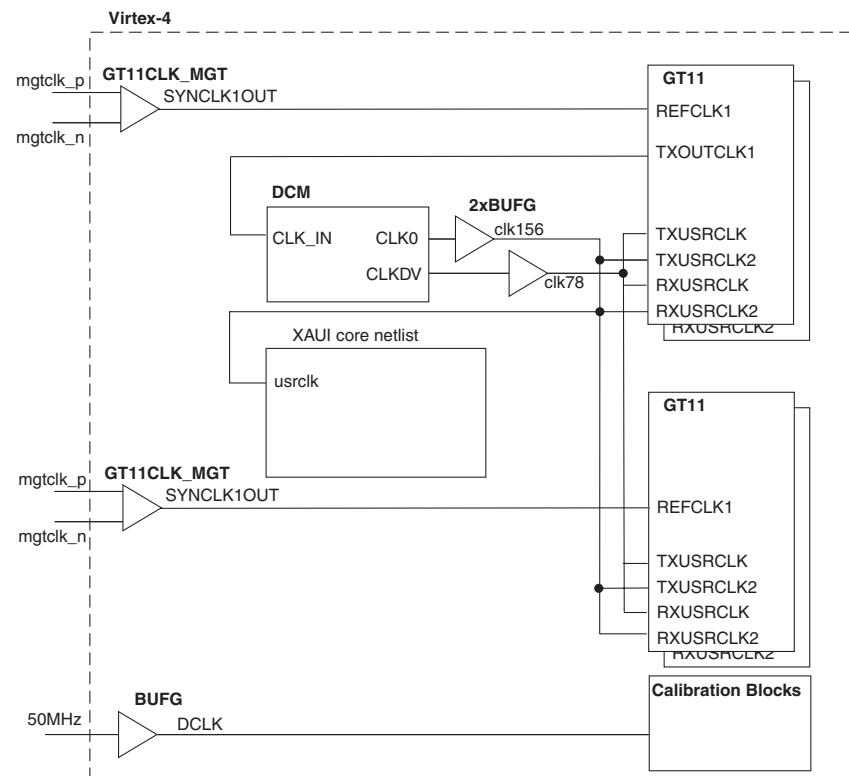 Virtex-4
mgtclk_p
GT11CLK_MGT
SYNCLK1OUT
mgtclk_n
GT11
REFCLK1
TXOUTCLK1
DCM
2xBUFG
CLK_IN
CLK0
clk156
CLKDV
clk78
TXUSRCLK
TXUSRCLK2
RXUSRCLK
RXUSRCLK2
RXUSRCLK2
XAUI core netlist
usrclk
GT11
mgtclk_p
GT11CLK_MGT
SYNCLK1OUT
mgtclk_n
REFCLK1
TXUSRCLK
TXUSRCLK2
RXUSRCLK
RXUSRCLK2
RXUSRCLK2
Calibration Blocks
50MHz
BUFG
DCLK